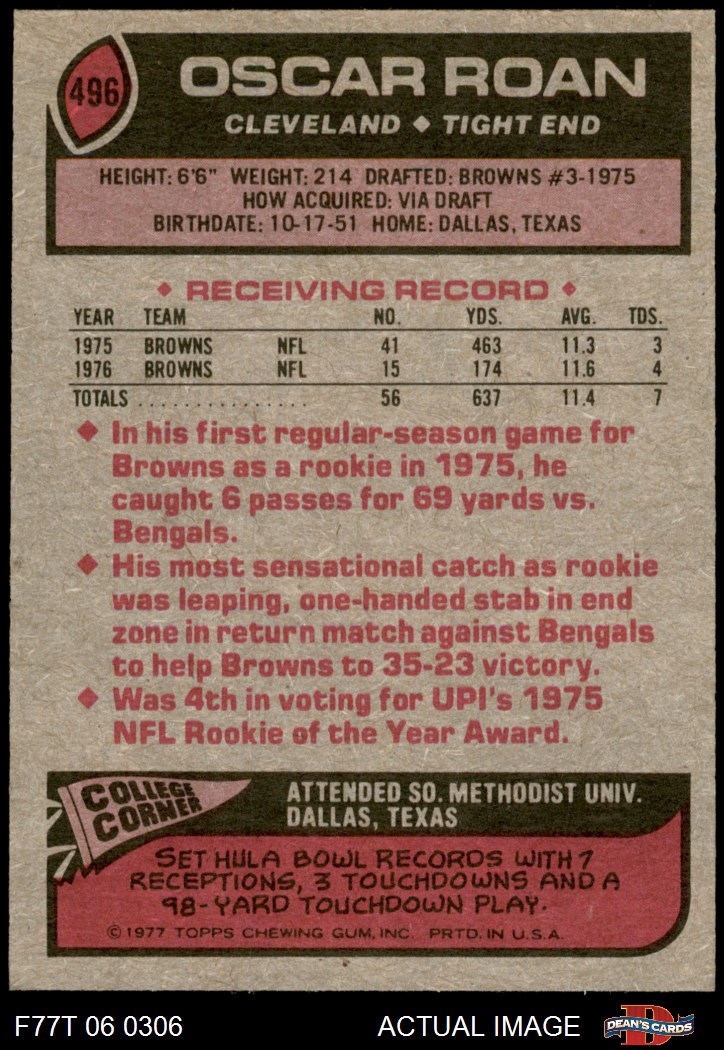 496
OSCAR ROAN
CLEVELAND ◆ TIGHT END
HEIGHT: 6'6" WEIGHT: 214 DRAFTED: BROWNS #3-1975
HOW ACQUIRED: VIA DRAFT
BIRTHDATE: 10-17-51 HOME: DALLAS, TEXAS
◆ RECEIVING RECORD ◆
YEAR TEAM NO. YDS. AVG. TDS.
1975 BROWNS NFL 41 463 11.3 3
1976 BROWNS NFL 15 174 11.6 4
TOTALS ................ 56 637 11.4 7
◆ In his first regular-season game for
Browns as a rookie in 1975, he
caught 6 passes for 69 yards vs.
Bengals.
◆ His most sensational catch as rookie
was leaping, one-handed stab in end
zone in return match against Bengals
to help Browns to 35-23 victory.
◆ Was 4th in voting for UPI's 1975
NFL Rookie of the Year Award.
COLLEGE
CORNER
ATTENDED SO. METHODIST UNIV.
DALLAS, TEXAS
SET HULA BOWL RECORDS WITH 7
RECEPTIONS, 3 TOUCHDOWNS AND A
98-YARD TOUCHDOWN PLAY.
© 1977 TOPPS CHEWING GUM, INC. PRTD. IN U.S.A.
F77T 06 0306 ACTUAL IMAGE
D
DEAN'S CARDS